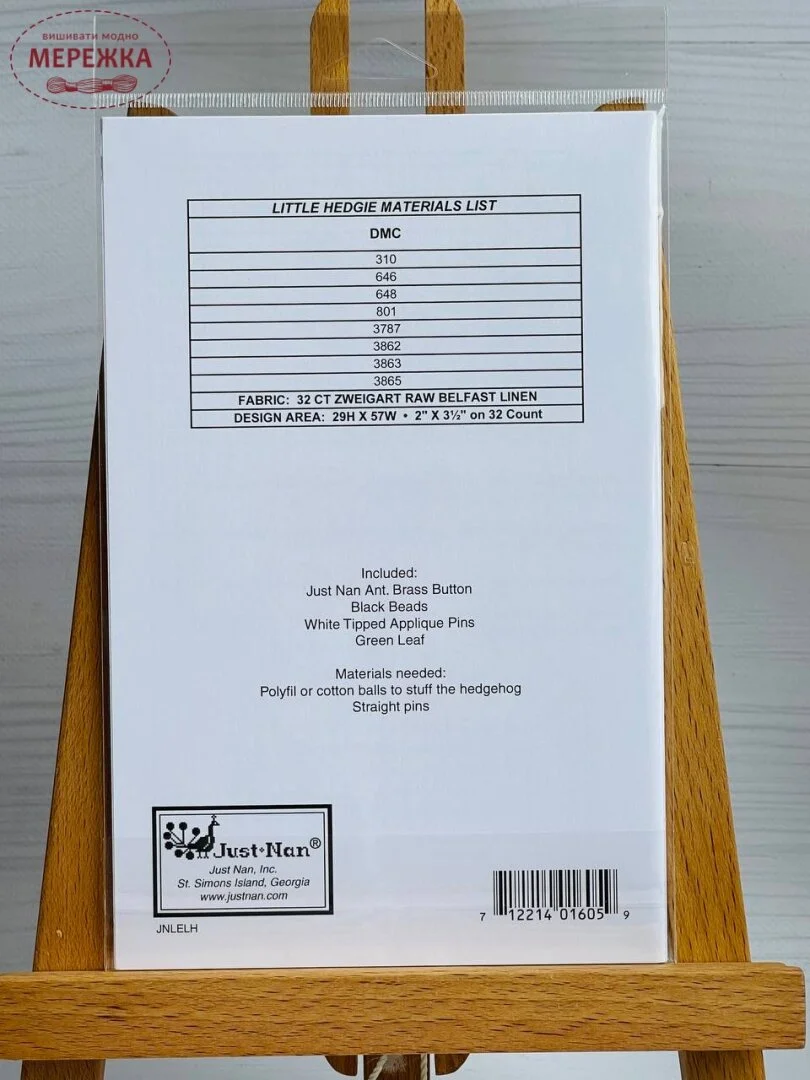 вишивати модно
МЕРЕЖКА
LITTLE HEDGIE MATERIALS LIST
DMC
310
646
648
801
3787
3862
3863
3865
FABRIC: 32 CT ZWEIGART RAW BELFAST LINEN
DESIGN AREA: 29H X 57W • 2" X 3½" on 32 Count
Included:
Just Nan Ant. Brass Button
Black Beads
White Tipped Applique Pins
Green Leaf
Materials needed:
Polyfil or cotton balls to stuff the hedgehog
Straight pins
Just•Nan®
Just Nan, Inc.
St. Simons Island, Georgia
www.justnan.com
JNLELH
7 12214 01605 9